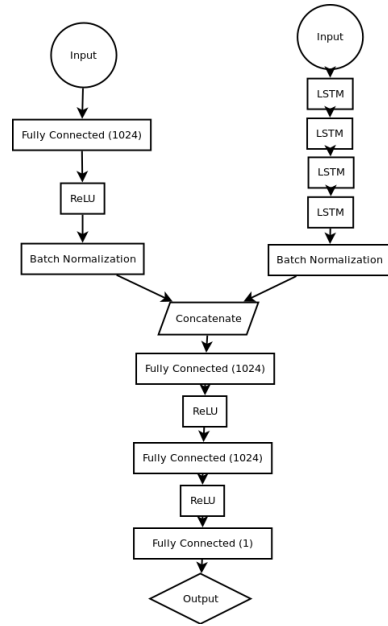 Input
Fully Connected (1024)
ReLU
Batch Normalization
Input
LSTM
LSTM
LSTM
LSTM
Batch Normalization
Concatenate
Fully Connected (1024)
ReLU
Fully Connected (1024)
ReLU
Fully Connected (1)
Output